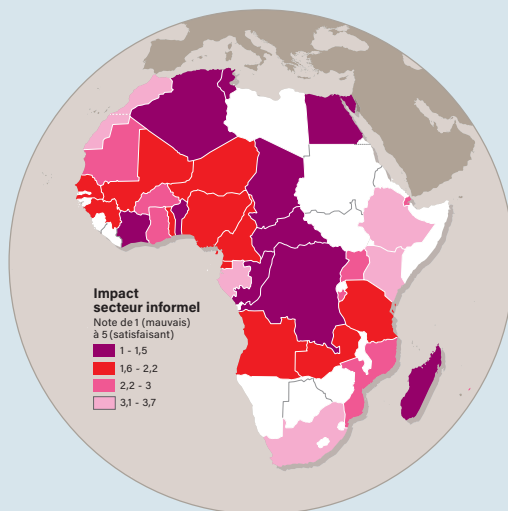 Impact
secteur informel
Note de 1 (mauvais)
à 5 (satisfaisant)
1 - 1,5
1,6 - 2,2
2,2 - 3
3,1 - 3,7